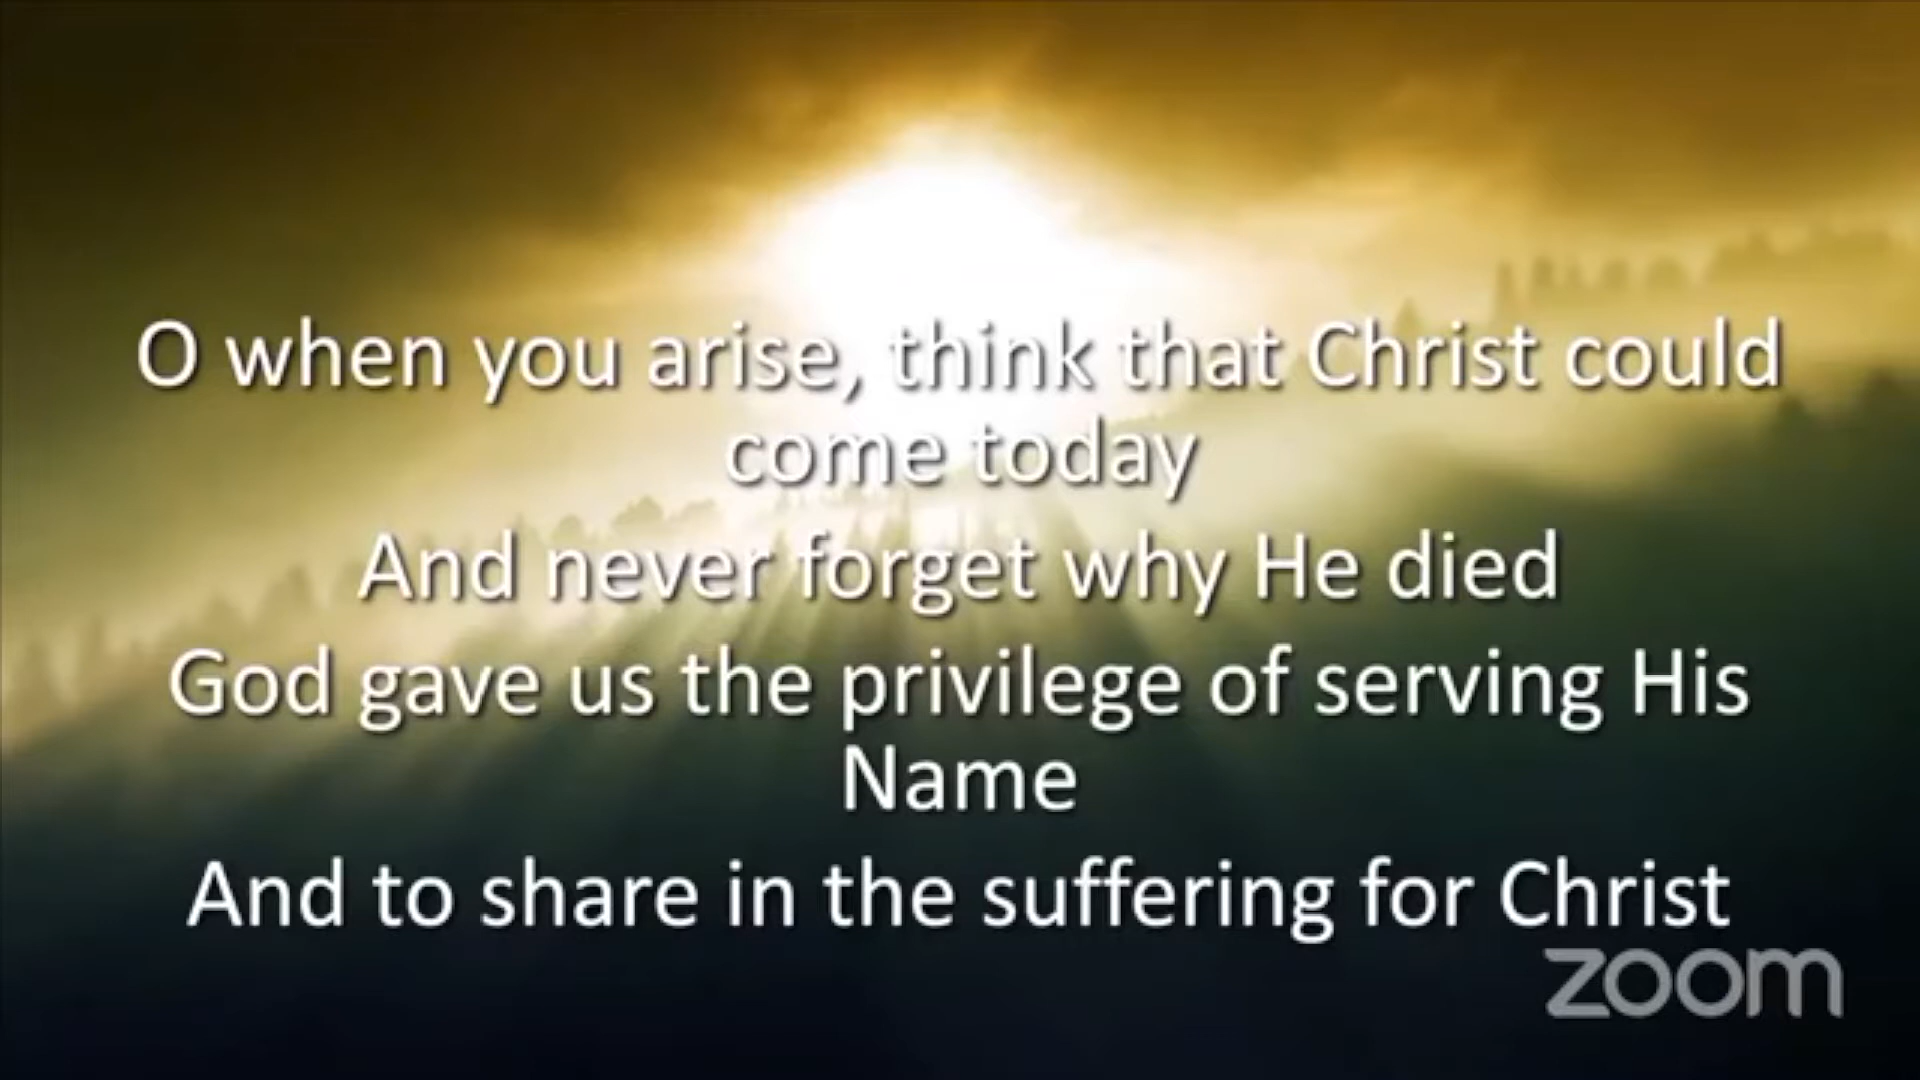 O when you arise, think that Christ could
come today
And never forget why He died
God gave us the privilege of serving His
Name
And to share in the suffering for Christ
zoom